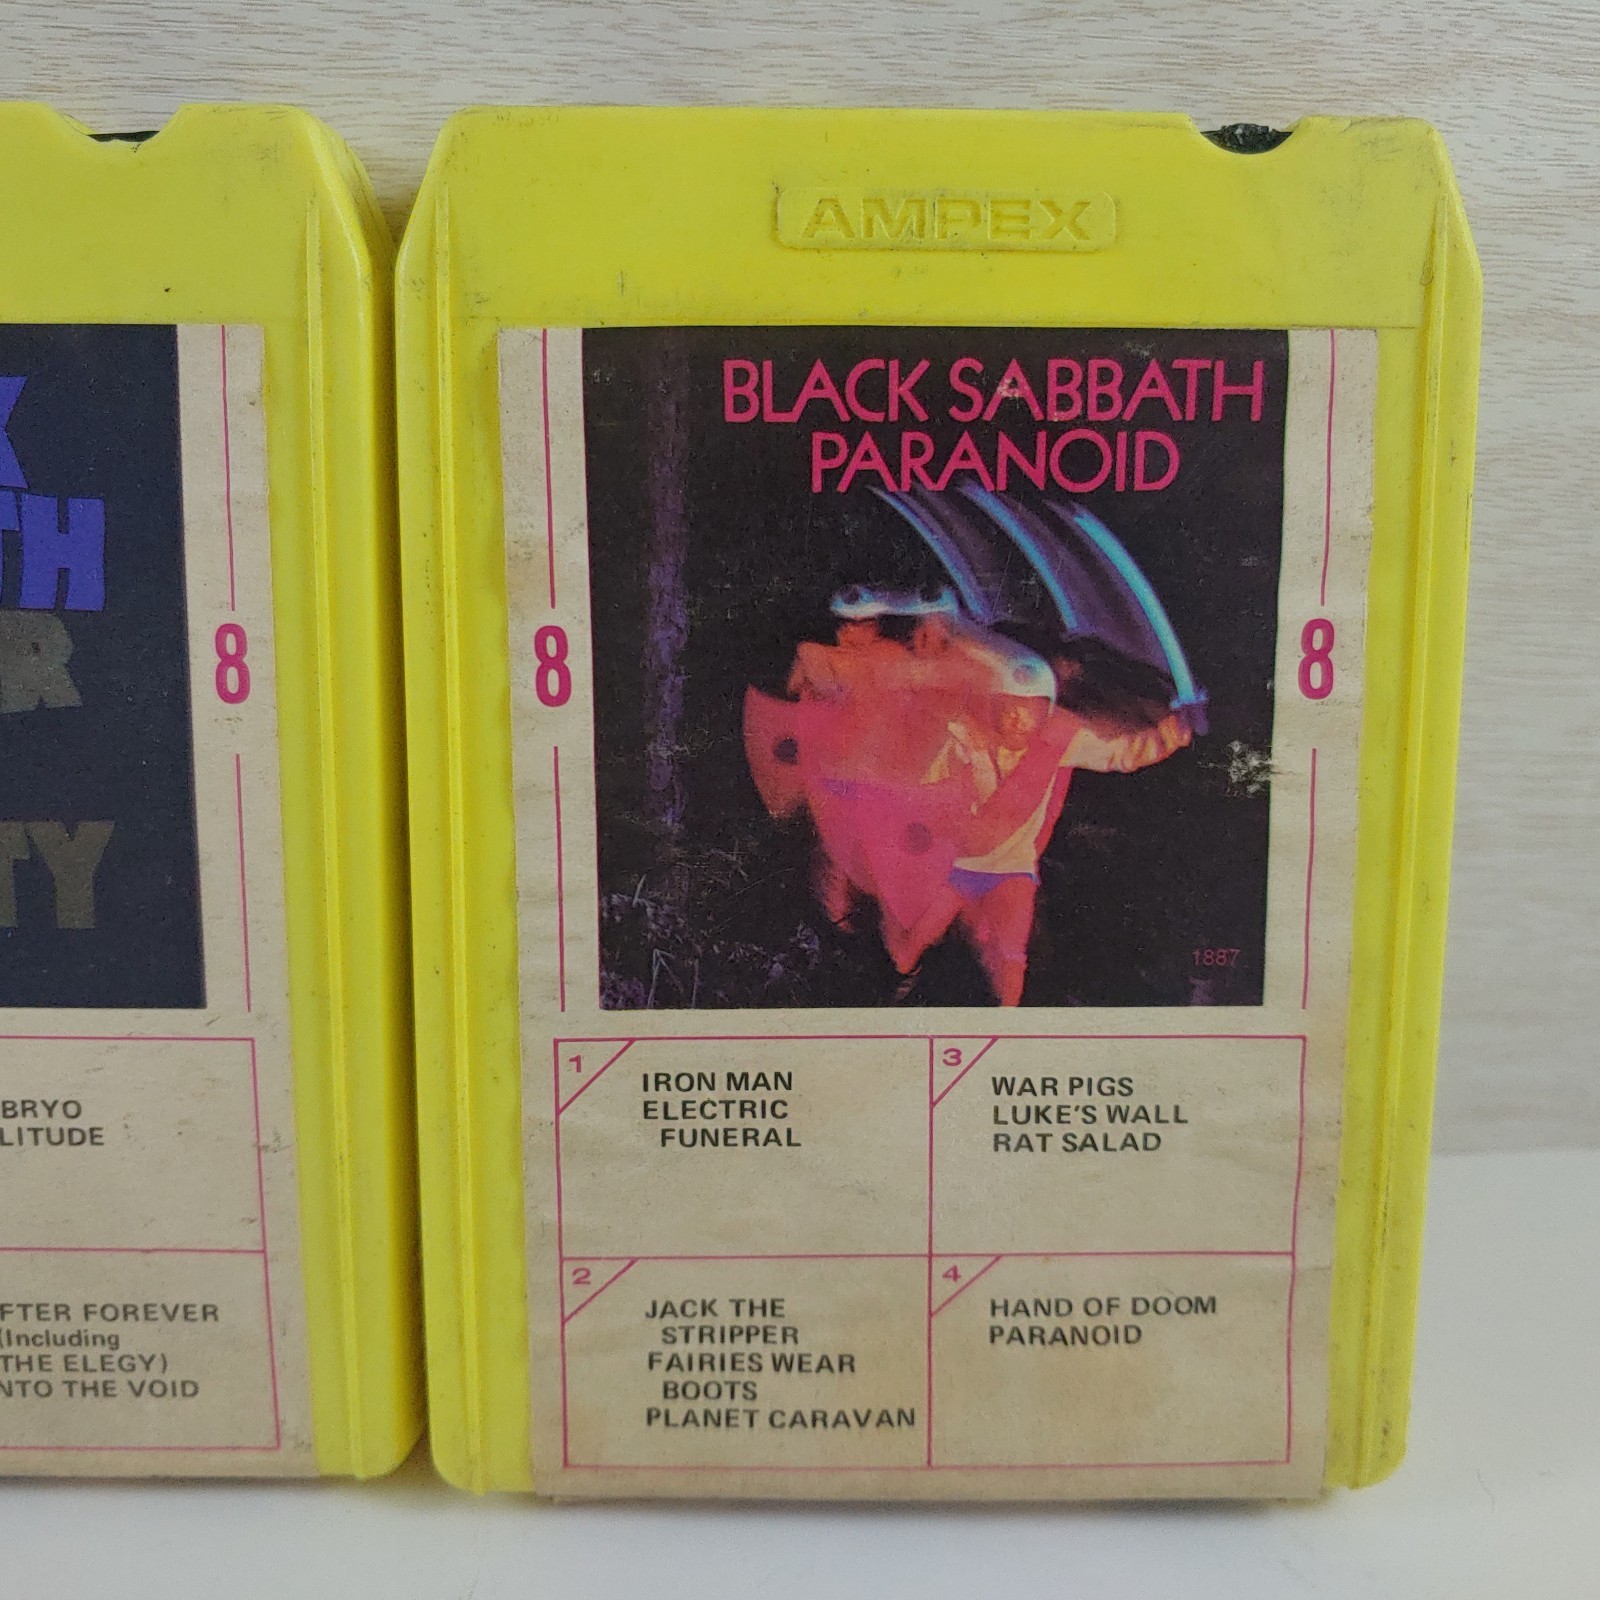 K
TH
R
TY
8
BRYO
LITUDE
FTER FOREVER
(Including
THE ELEGY)
NTO THE VOID
AMPEX
BLACK SABBATH
PARANOID
8
8
1887
1
IRON MAN
ELECTRIC
FUNERAL
2
JACK THE
STRIPPER
FAIRIES WEAR
BOOTS
PLANET CARAVAN
3
WAR PIGS
LUKE'S WALL
RAT SALAD
4
HAND OF DOOM
PARANOID